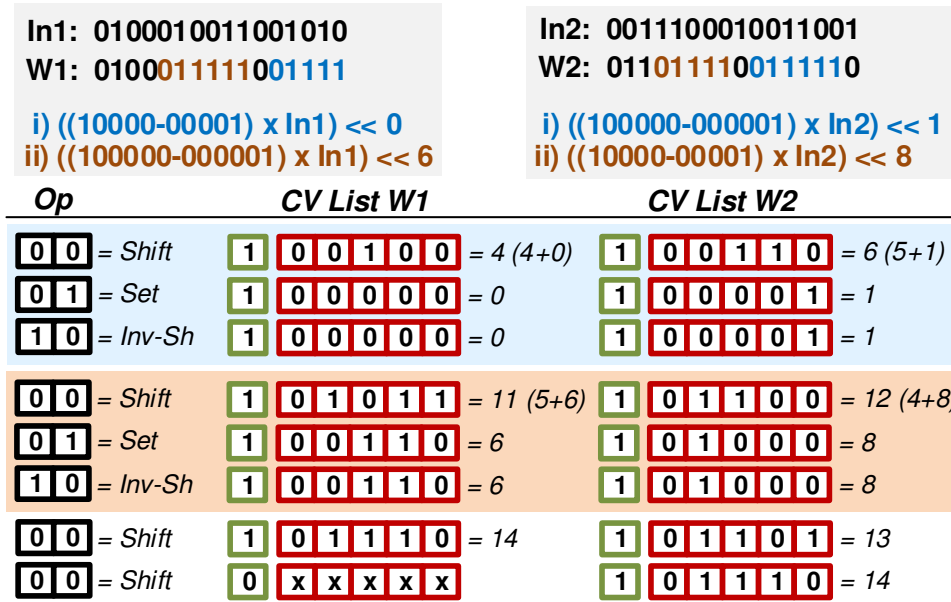 In1: 0100010011001010
W1: 0100011111001111
i) ((10000-00001) x In1) << 0
ii) ((100000-000001) x In1) << 6
In2: 0011100010011001
W2: 0110111100111110
i) ((100000-000001) x In2) << 1
ii) ((10000-00001) x In2) << 8
Op CV List W1 CV List W2
0 0 = Shift 1 0 0 1 0 0 = 4 (4+0) 1 0 0 1 1 0 = 6 (5+1)
0 1 = Set 1 0 0 0 0 0 = 0 1 0 0 0 0 1 = 1
1 0 = Inv-Sh 1 0 0 0 0 0 = 0 1 0 0 0 0 1 = 1
0 0 = Shift 1 0 1 0 1 1 = 11 (5+6) 1 0 1 1 0 0 = 12 (4+8)
0 1 = Set 1 0 0 1 1 0 = 6 1 0 1 0 0 0 = 8
1 0 = Inv-Sh 1 0 0 1 1 0 = 6 1 0 1 0 0 0 = 8
0 0 = Shift 1 0 1 1 1 0 = 14 1 0 1 1 0 1 = 13
0 0 = Shift 0 x x x x x 1 0 1 1 1 0 = 14